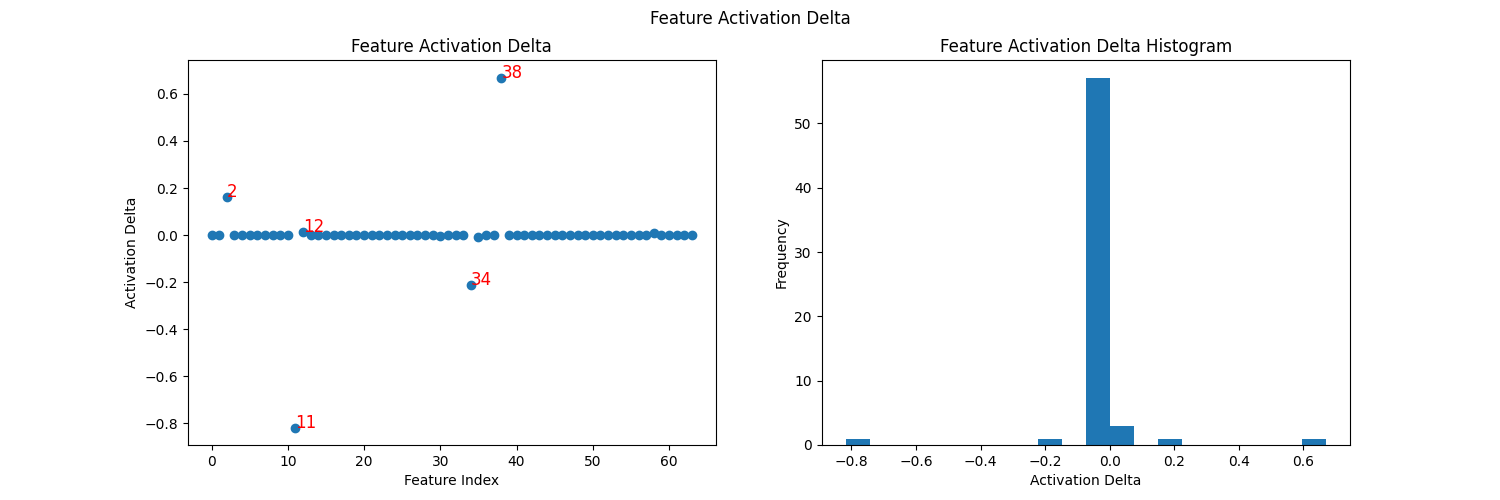 Feature Activation Delta
Feature Activation Delta
Activation Delta
0.6
0.4
0.2
0.0
−0.2
−0.4
−0.6
−0.8
38
2
12
34
11
0 10 20 30 40 50 60
Feature Index
Feature Activation Delta Histogram
Frequency
50
40
30
20
10
0
−0.8 −0.6 −0.4 −0.2 0.0 0.2 0.4 0.6
Activation Delta